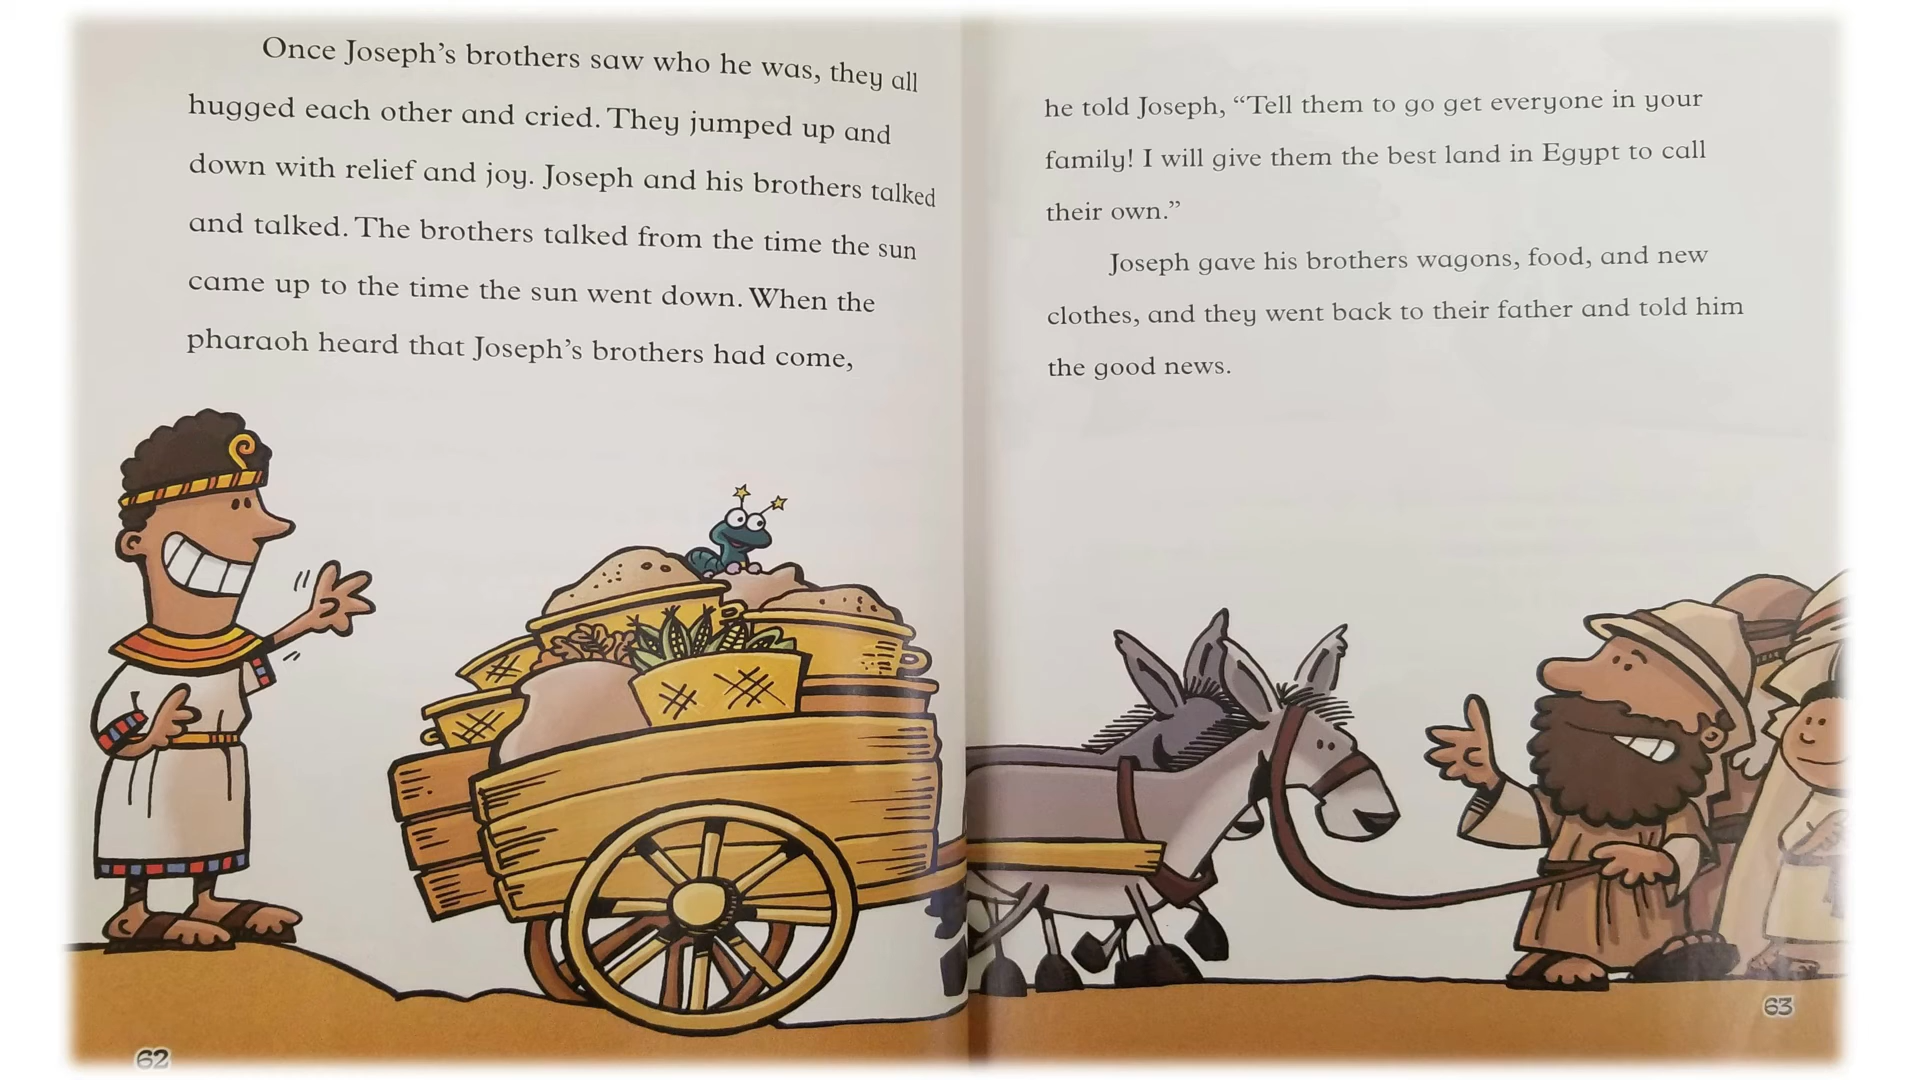 Once Joseph's brothers saw who he was, they all
hugged each other and cried. They jumped up and
down with relief and joy. Joseph and his brothers talked
and talked. The brothers talked from the time the sun
came up to the time the sun went down. When the
pharaoh heard that Joseph's brothers had come,
62
he told Joseph, “Tell them to go get everyone in your
family! I will give them the best land in Egypt to call
their own.”
Joseph gave his brothers wagons, food, and new
clothes, and they went back to their father and told him
the good news.
63